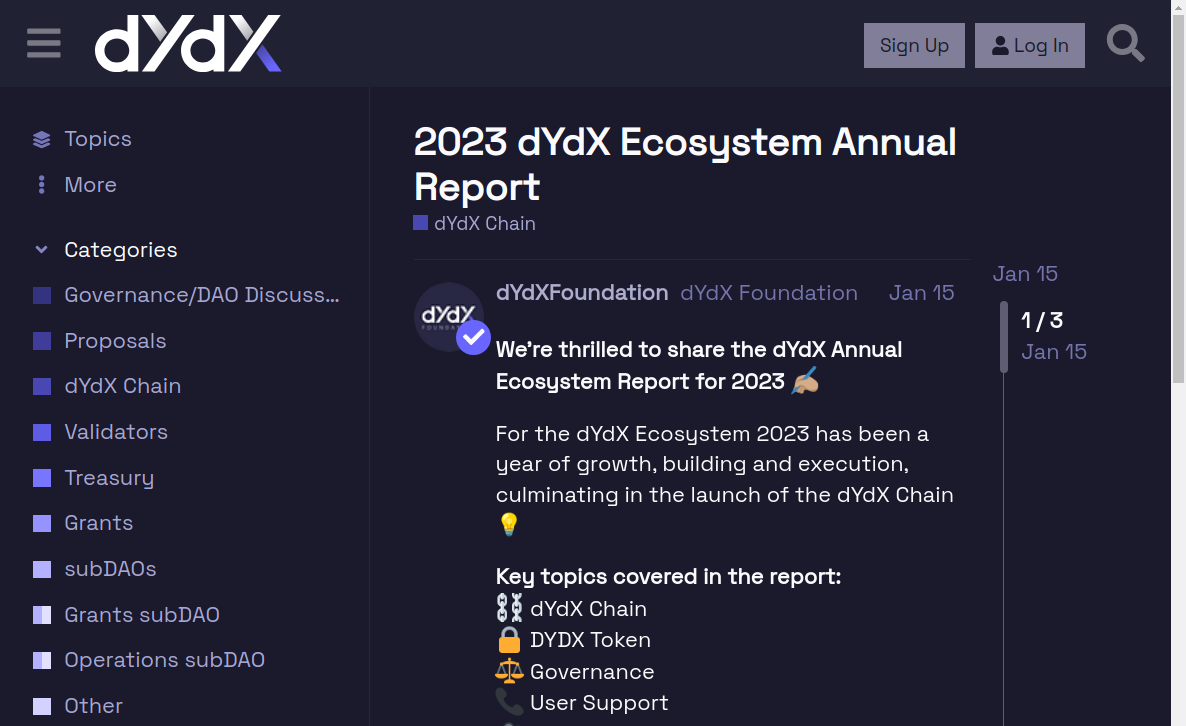 dYdX
Sign Up
Log In
Topics
More
Categories
Governance/DAO Discuss...
Proposals
dYdX Chain
Validators
Treasury
Grants
subDAOs
Grants subDAO
Operations subDAO
Other
2023 dYdX Ecosystem Annual
Report
dYdX Chain
dYdX
FOUNDATION
dYdXFoundation dYdX Foundation Jan 15
We're thrilled to share the dYdX Annual
Ecosystem Report for 2023 ✍🏼
For the dYdX Ecosystem 2023 has been a
year of growth, building and execution,
culminating in the launch of the dYdX Chain
💡
Key topics covered in the report:
⛓ dYdX Chain
🔒 DYDX Token
⚖ Governance
📞 User Support
Jan 15
1 / 3
Jan 15